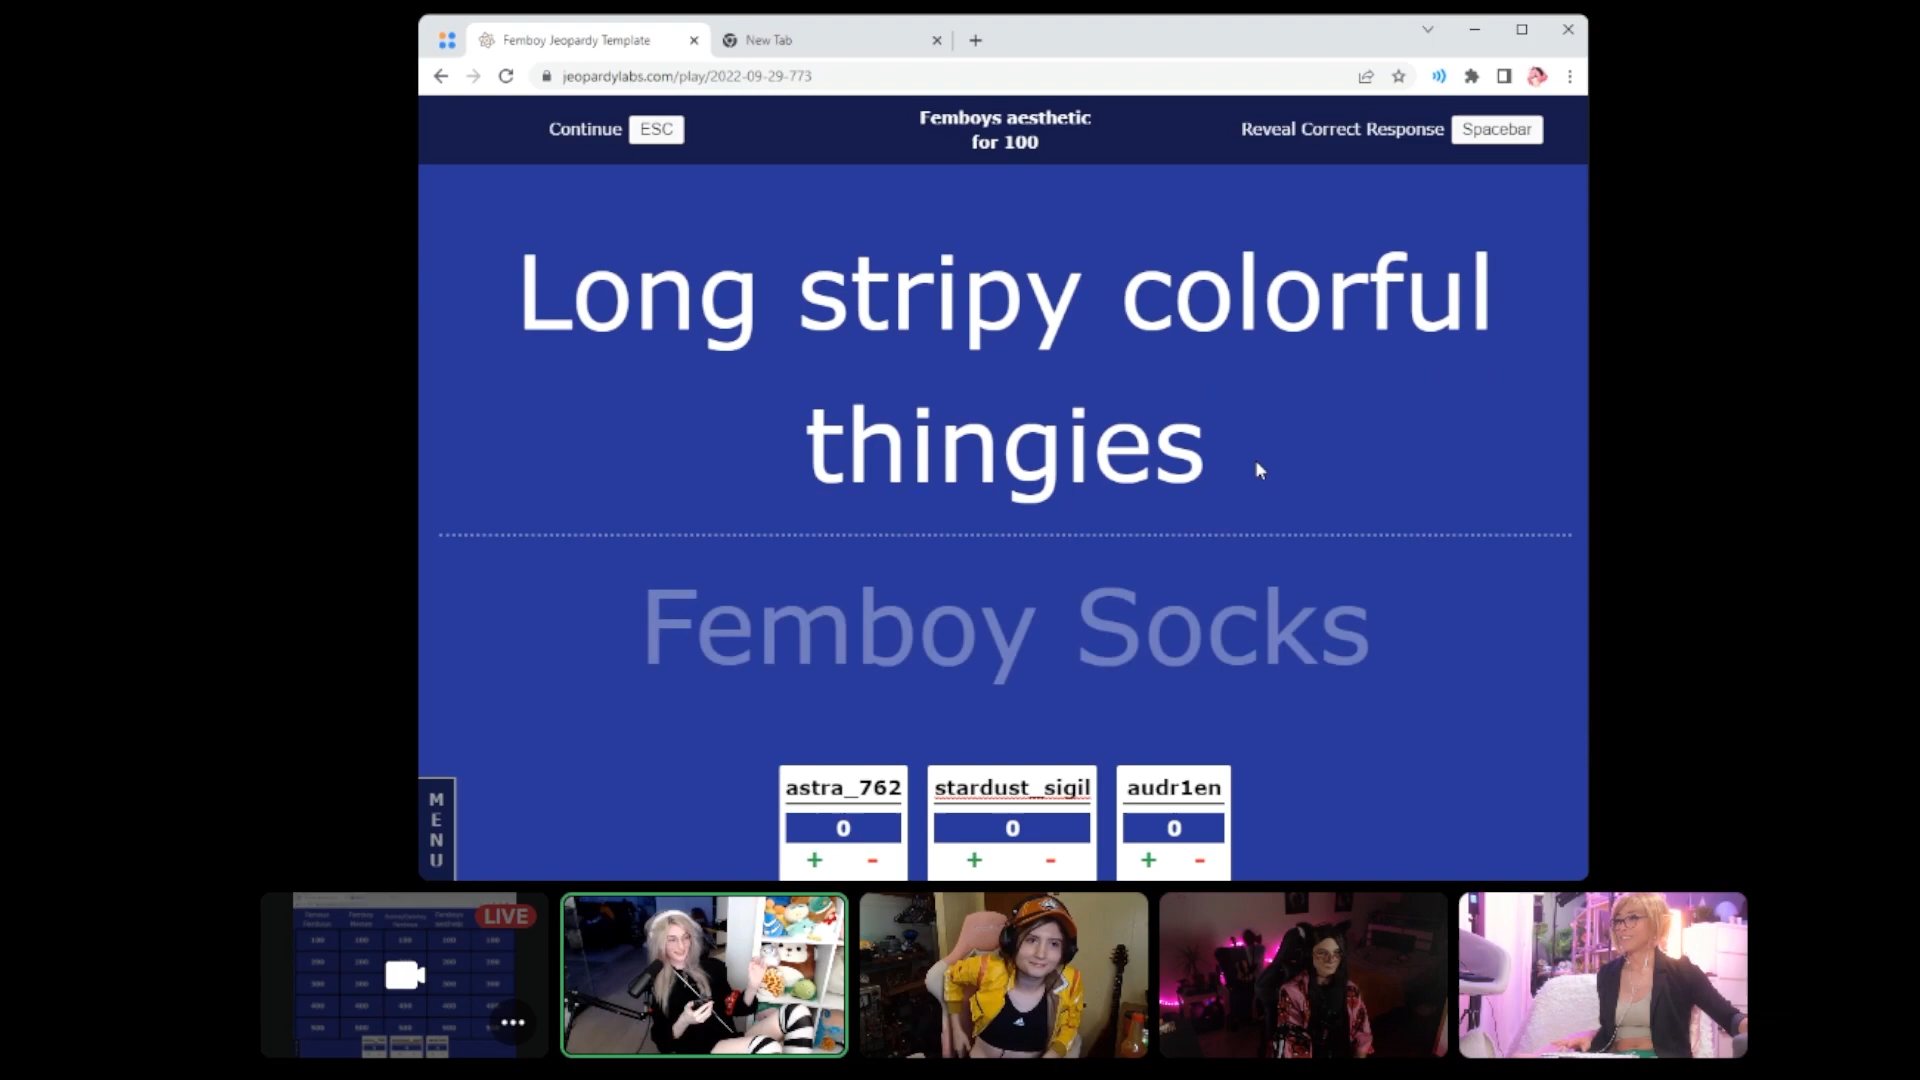 Femboy Jeopardy Template
New Tab
jeopardylabs.com/play/2022-09-29-773
Continue ESC
Femboys aesthetic
for 100
Reveal Correct Response Spacebar
Long stripy colorful
thingies
Femboy Socks
astra_762 stardust_sigil audr1en
0 0 0
+ - + - + -
MENU
LIVE